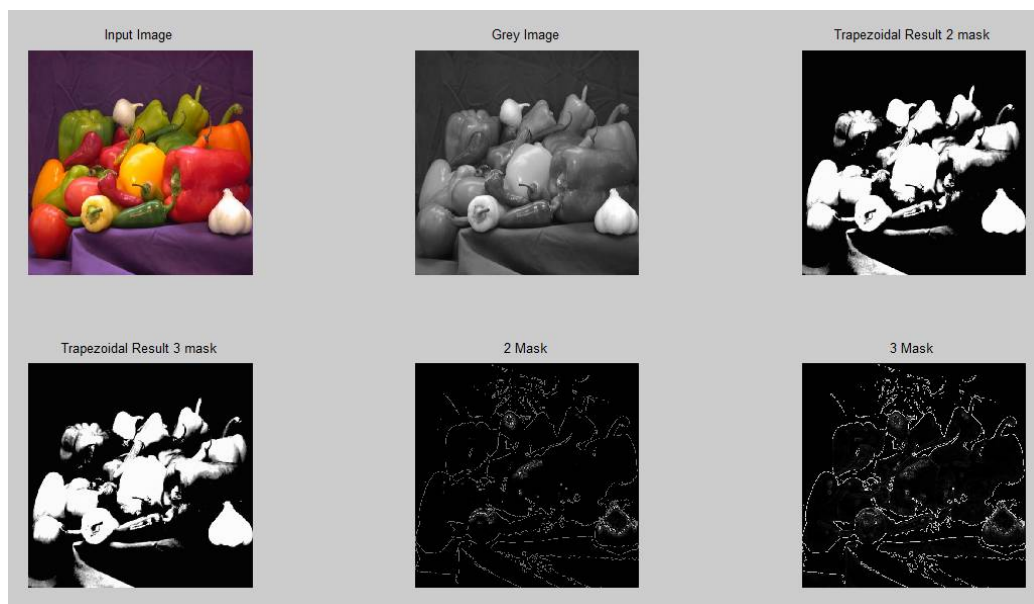 Input Image
Grey Image
Trapezoidal Result 2 mask
Trapezoidal Result 3 mask
2 Mask
3 Mask